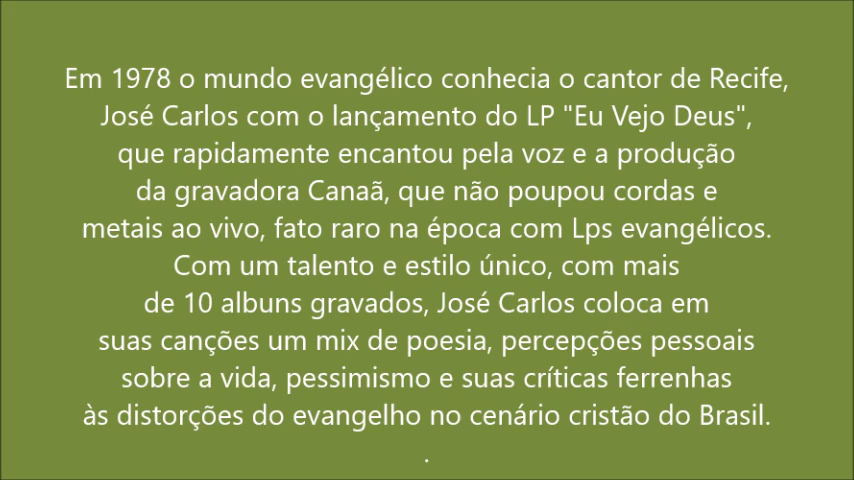 Em 1978 o mundo evangélico conhecia o cantor de Recife,
José Carlos com o lançamento do LP "Eu Vejo Deus",
que rapidamente encantou pela voz e a produção
da gravadora Canaã, que não poupou cordas e
metais ao vivo, fato raro na época com Lps evangélicos.
Com um talento e estilo único, com mais
de 10 albuns gravados, José Carlos coloca em
suas canções um mix de poesia, percepções pessoais
sobre a vida, pessimismo e suas críticas ferrenhas
às distorções do evangelho no cenário cristão do Brasil.
.